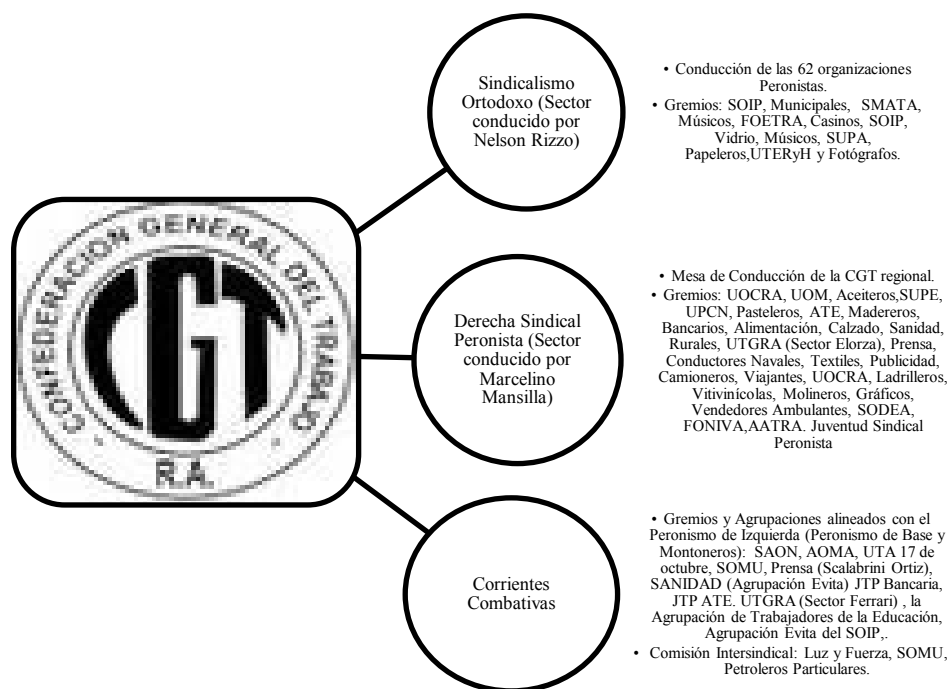 CONFEDERACION GENERAL DEL TRABAJO
CGT
R.A.
Sindicalismo
Ortodoxo (Sector
conducido por
Nelson Rizzo)
• Conducción de las 62 organizaciones
Peronistas.
• Gremios: SOIP, Municipales, SMATA,
Músicos, FOETRA, Casinos, SOIP,
Vidrio, Músicos, SUPA,
Papeleros,UTERyH y Fotógrafos.
Derecha Sindical
Peronista (Sector
conducido por
Marcelino
Mansilla)
• Mesa de Conducción de la CGT regional.
• Gremios: UOCRA, UOM, Aceiteros,SUPE,
UPCN, Pasteleros, ATE, Madereros,
Bancarios, Alimentación, Calzado, Sanidad,
Rurales, UTGRA (Sector Elorza), Prensa,
Conductores Navales, Textiles, Publicidad,
Camioneros, Viajantes, UOCRA, Ladrilleros,
Vitivinícolas, Molineros, Gráficos,
Vendedores Ambulantes, SODEA,
FONIVA,AATRA. Juventud Sindical
Peronista
Corrientes
Combativas
• Gremios y Agrupaciones alineados con el
Peronismo de Izquierda (Peronismo de Base y
Montoneros): SAON, AOMA, UTA 17 de
octubre, SOMU, Prensa (Scalabrini Ortiz),
SANIDAD (Agrupación Evita) JTP Bancaria,
JTP ATE. UTGRA (Sector Ferrari) , la
Agrupación de Trabajadores de la Educación,
Agrupación Evita del SOIP,.
• Comisión Intersindical: Luz y Fuerza, SOMU,
Petroleros Particulares.